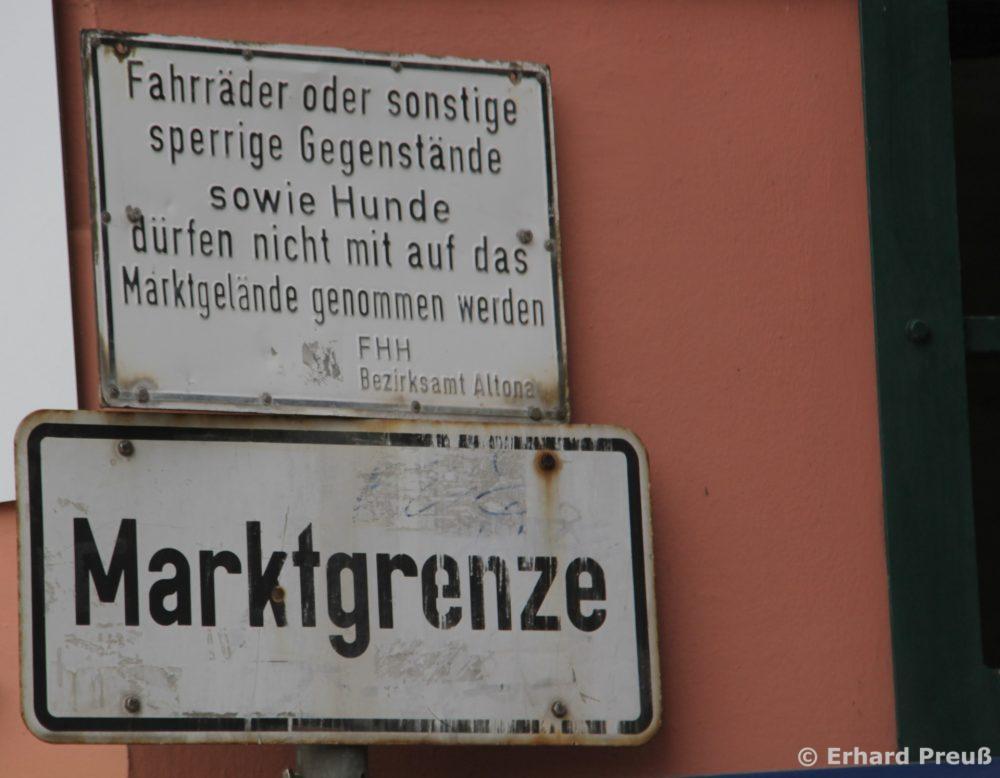 Fahrräder oder sonstige
sperrige Gegenstände
sowie Hunde
dürfen nicht mit auf das
Marktgelände genommen werden
FHH
Bezirksamt Altona
Marktgrenze
© Erhard Preuß